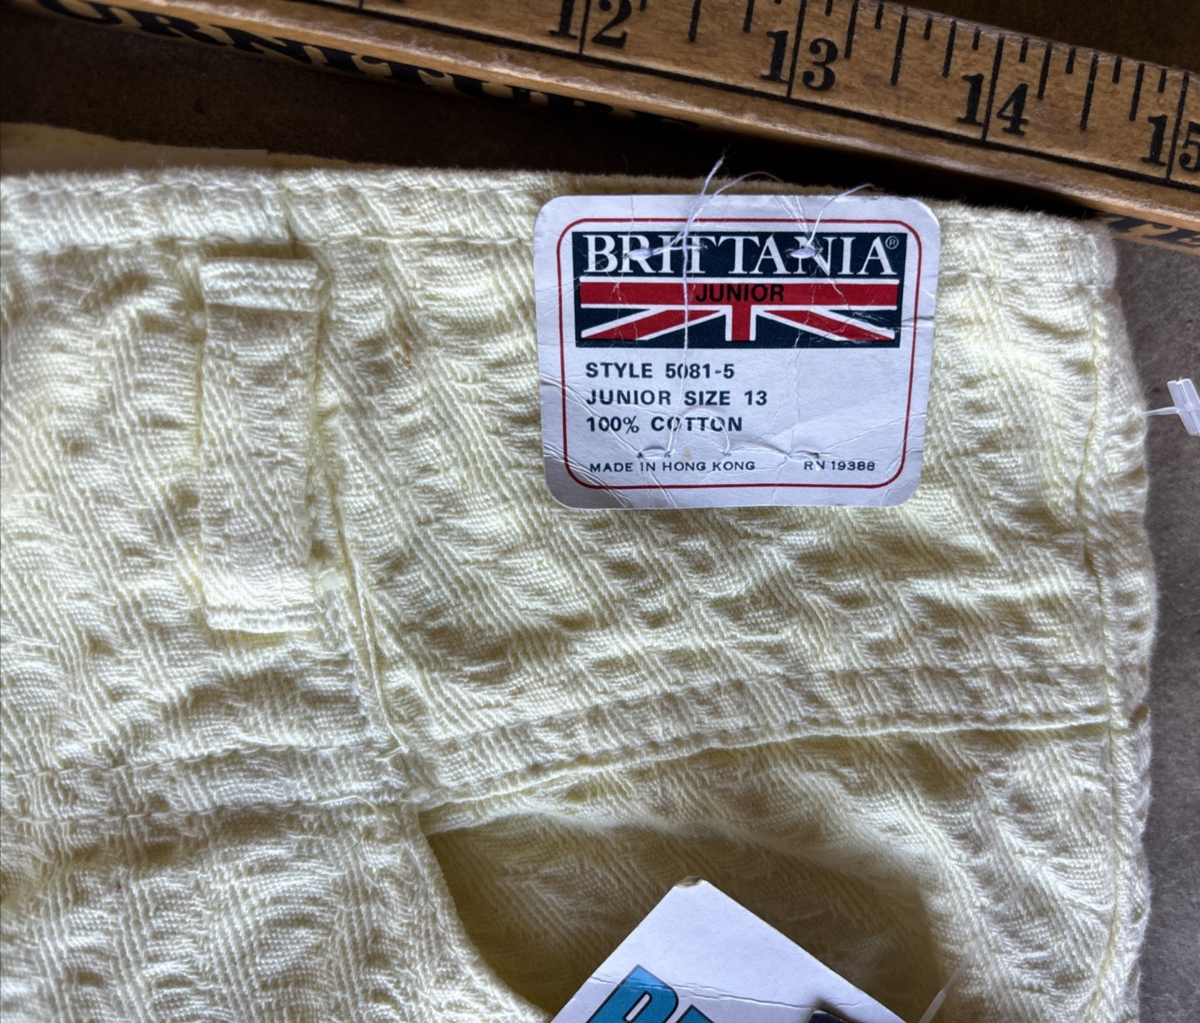 12 13 14 15
URNITURE
BRITTANIA®
JUNIOR
STYLE 5081-5
JUNIOR SIZE 13
100% COTTON
MADE IN HONG KONG RN 19388